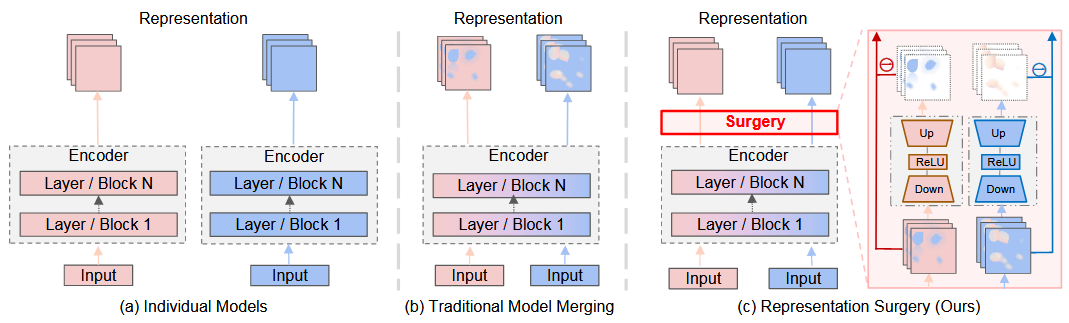 Representation
Encoder
Layer / Block N
Layer / Block 1
Input
Encoder
Layer / Block N
Layer / Block 1
Input
(a) Individual Models
Representation
Encoder
Layer / Block N
Layer / Block 1
Input
Input
(b) Traditional Model Merging
Representation
Surgery
Encoder
Layer / Block N
Layer / Block 1
Input
Input
Up
ReLU
Down
Up
ReLU
Down
(c) Representation Surgery (Ours)